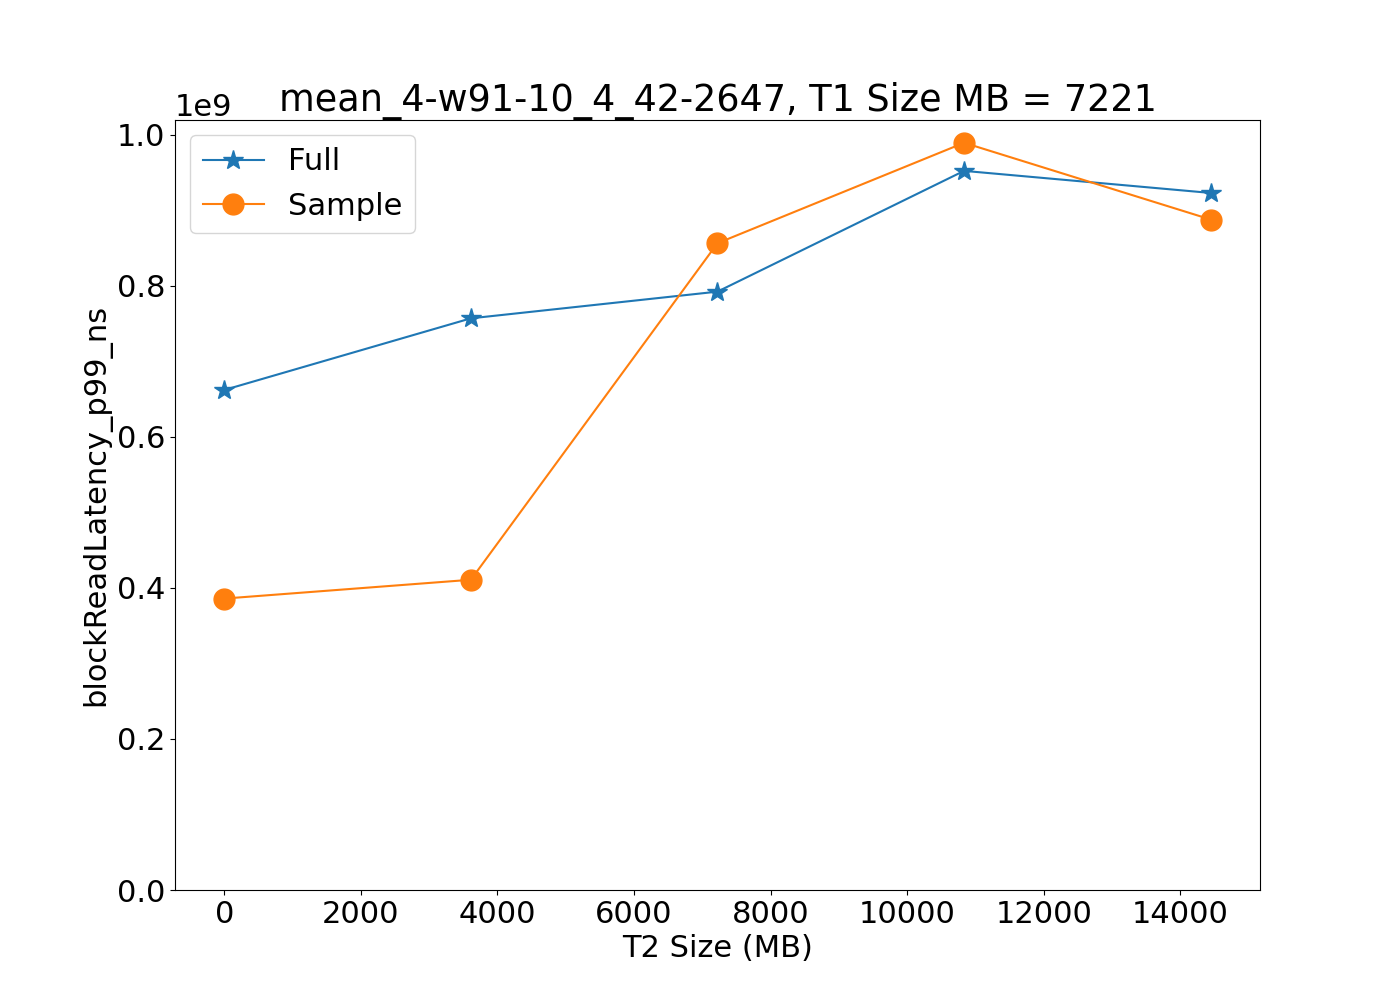 mean_4-w91-10_4_42-2647, T1 Size MB = 7221
1e9
1.0
0.8
0.6
0.4
0.2
0.0
blockReadLatency_p99_ns
Full
Sample
0 2000 4000 6000 8000 10000 12000 14000
T2 Size (MB)